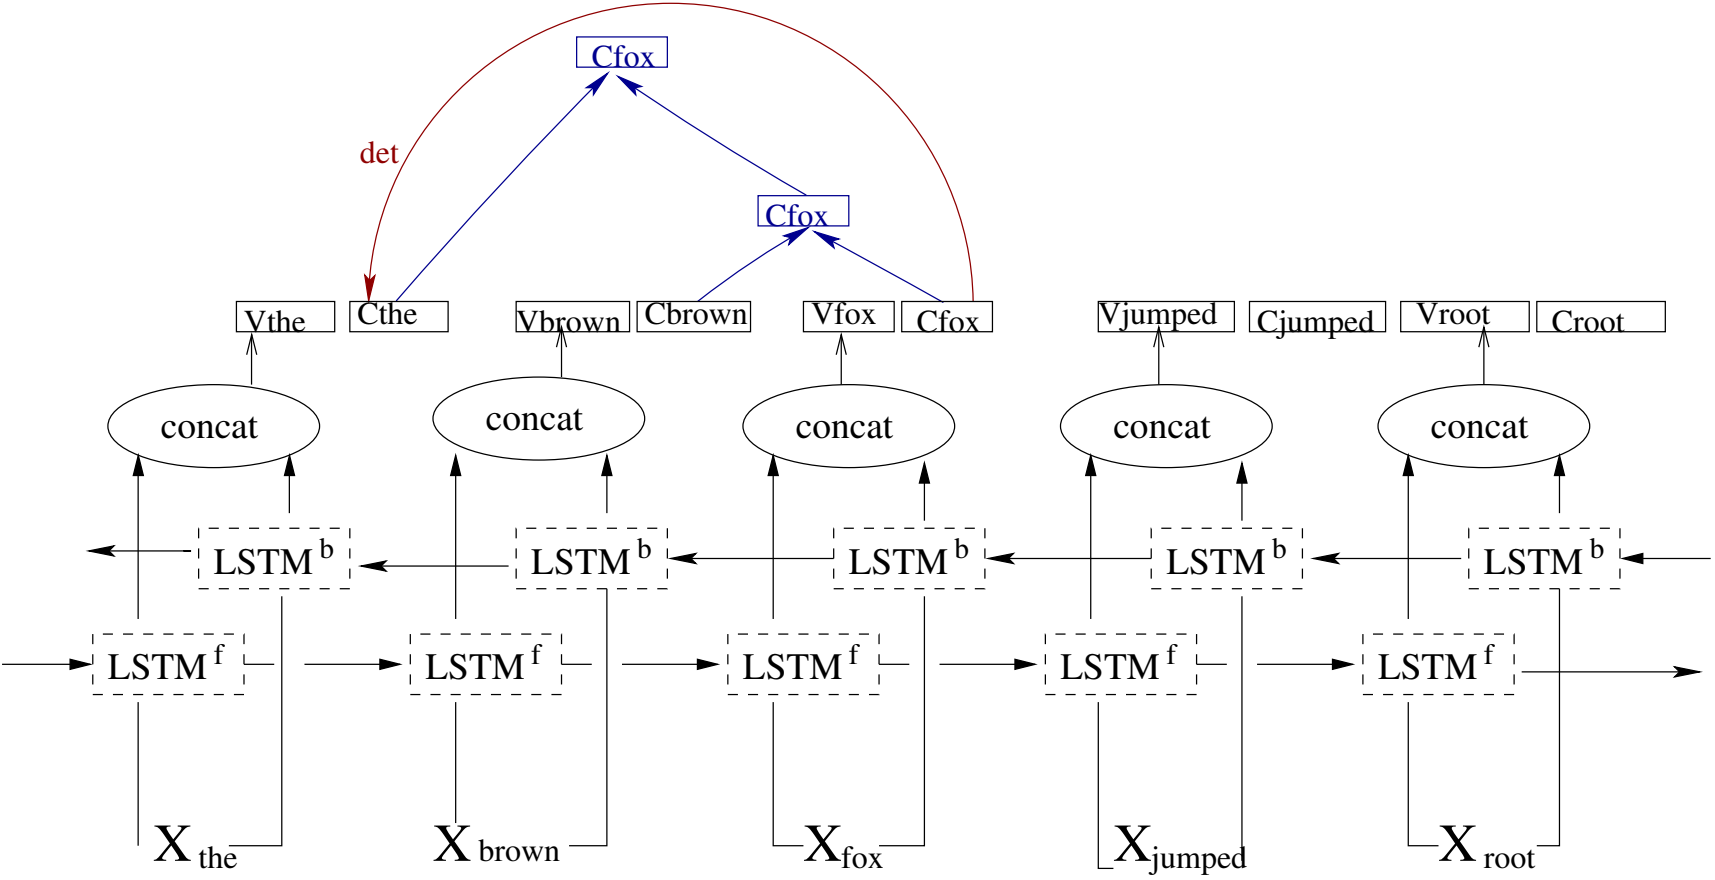 Cfox
det
Cfox
Vthe Cthe Vbrown Cbrown Vfox Cfox Vjumped Cjumped Vroot Croot
concat concat concat concat concat
LSTM b LSTM b LSTM b LSTM b LSTM b
LSTM f LSTM f LSTM f LSTM f LSTM f
X the X brown X fox X jumped X root